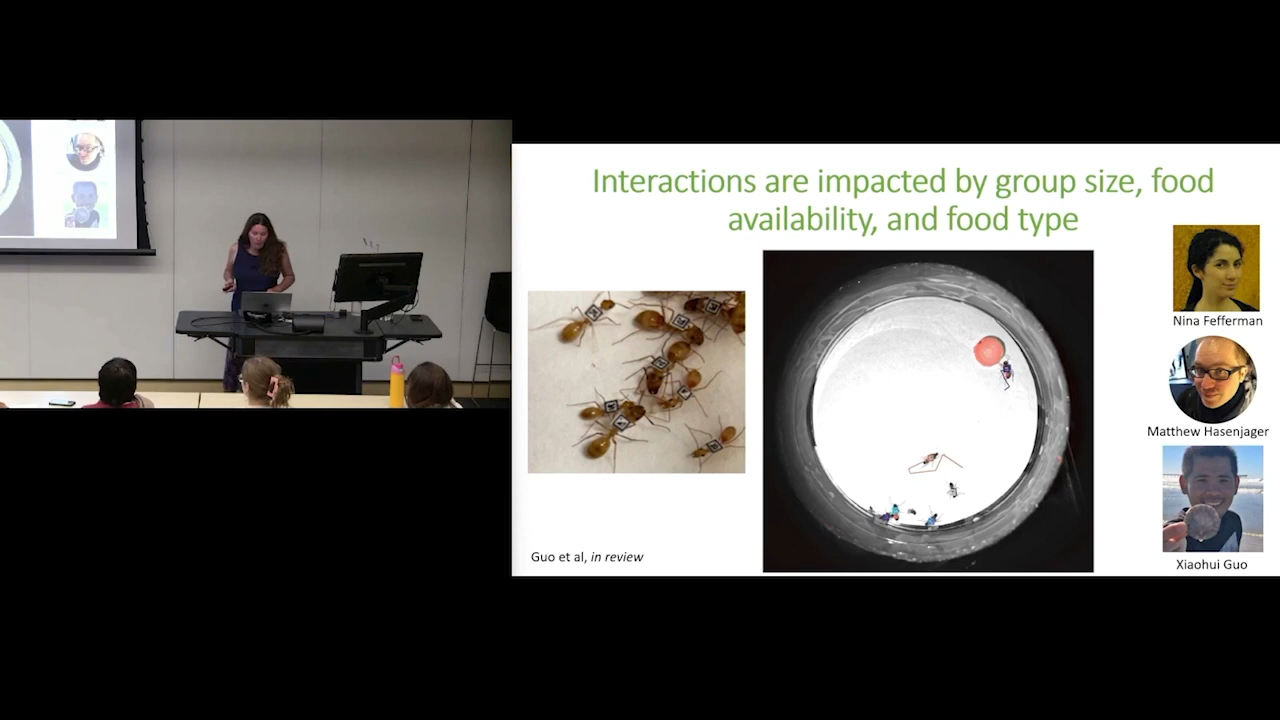 Interactions are impacted by group size, food
availability, and food type
Nina Fefferman
Matthew Hasenjager
Guo et al, in review
Xiaohui Guo